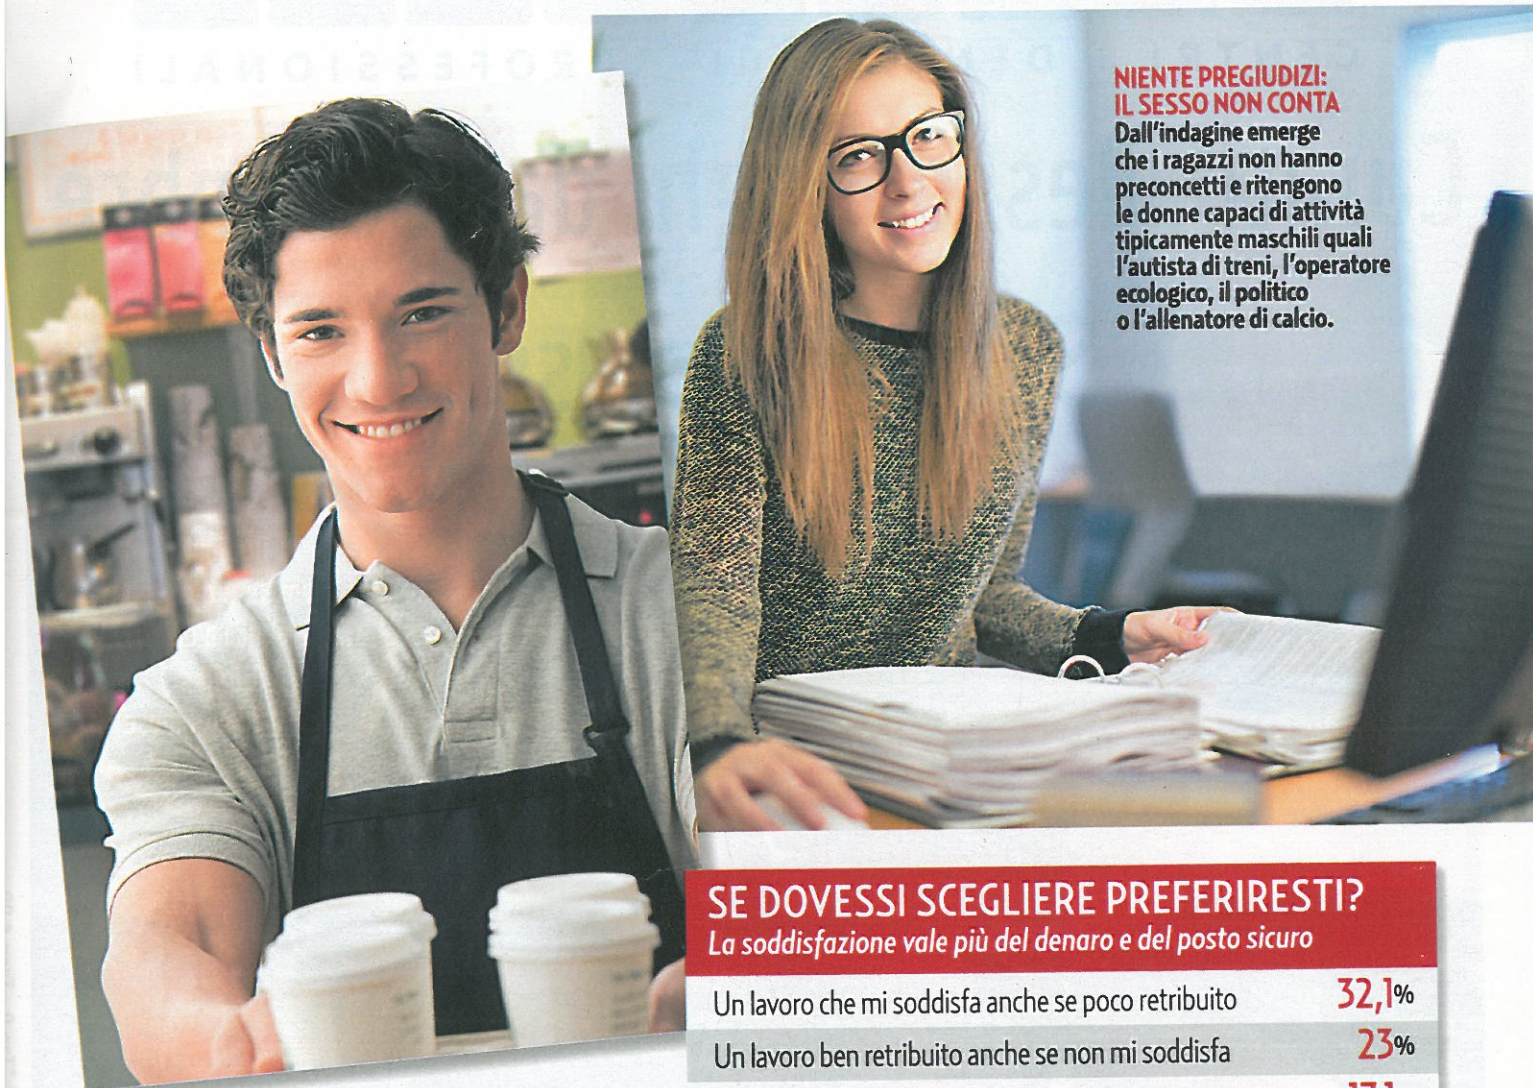 NIENTE PREGIUDIZI:
IL SESSO NON CONTA
Dall'indagine emerge
che i ragazzi non hanno
preconcetti e ritengono
le donne capaci di attività
tipicamente maschili quali
l'autista di treni, l'operatore
ecologico, il politico
o l'allenatore di calcio.
SE DOVESSI SCEGLIERE PREFERIRESTI?
La soddisfazione vale più del denaro e del posto sicuro
Un lavoro che mi soddisfa anche se poco retribuito 32,1%
Un lavoro ben retribuito anche se non mi soddisfa 23%